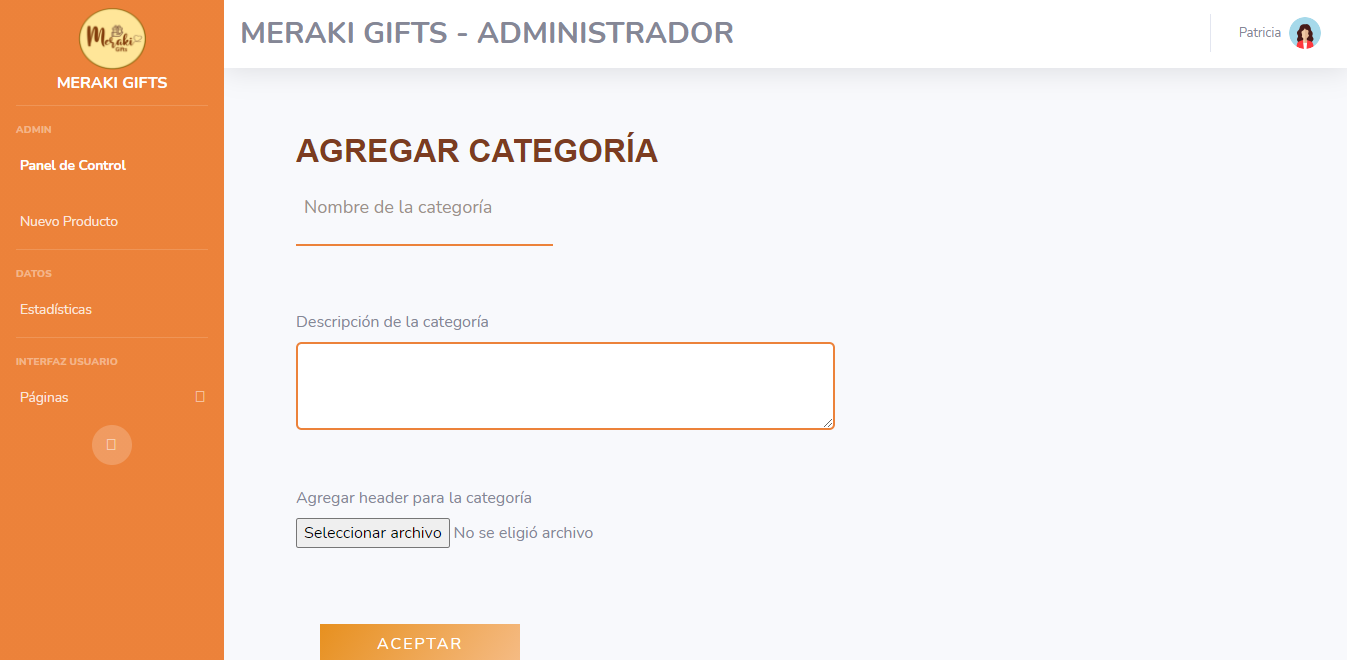 Meraki
Gifts
MERAKI GIFTS
ADMIN
Panel de Control
Nuevo Producto
DATOS
Estadísticas
INTERFAZ USUARIO
Páginas
MERAKI GIFTS - ADMINISTRADOR
Patricia
AGREGAR CATEGORÍA
Nombre de la categoría
Descripción de la categoría
Agregar header para la categoría
Seleccionar archivo No se eligió archivo
ACEPTAR